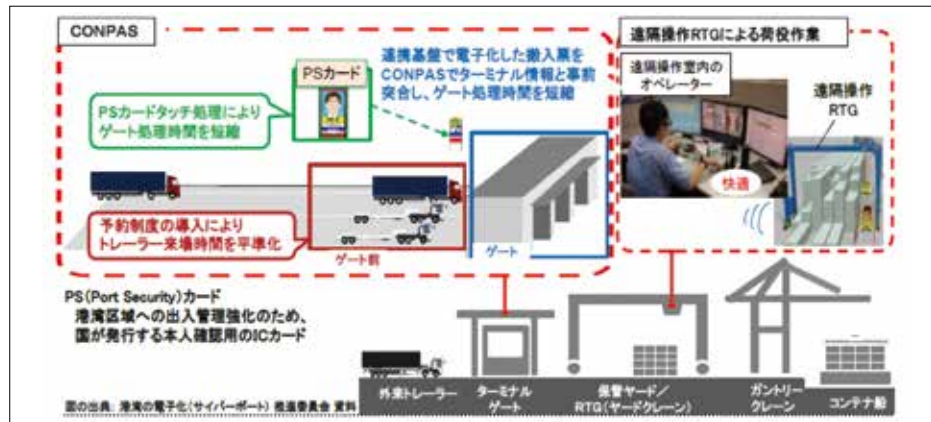 CONPAS
PSカード
連携基盤で電子化した搬入票を
CONPASでターミナル情報と事前
突合し、ゲート処理時間を短縮
PSカードタッチ処理により
ゲート処理時間を短縮
予約制度の導入により
トレーラー来場時間を平準化
ゲート前
ゲート
遠隔操作RTGによる荷役作業
遠隔操作室内の
オペレーター
遠隔操作
RTG
快適
PS(Port Security)カード
港湾区域への出入管理強化のため、
国が発行する本人確認用のICカード
外来トレーラー
ターミナル
ゲート
保管ヤード/
RTG(ヤードクレーン)
ガントリー
クレーン
コンテナ船
図の出典: 港湾の電子化(サイバーポート) 推進委員会 資料